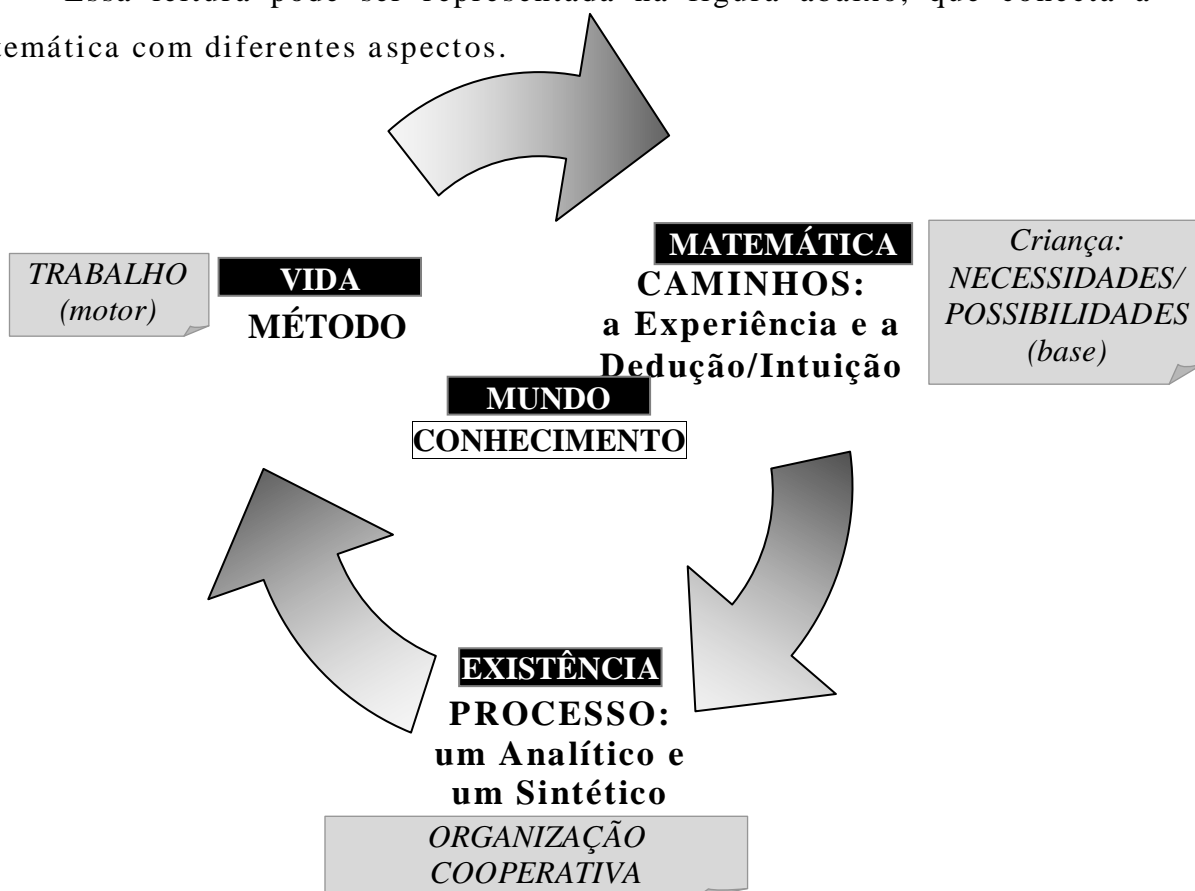 Essa leitura pode ser representada na figura abaixo, que conecta a
temática com diferentes aspectos.
MATEMÁTICA
CAMINHOS:
a Experiência e a
Dedução/Intuição
Criança:
NECESSIDADES/
POSSIBILIDADES
(base)
TRABALHO
(motor)
VIDA
MÉTODO
MUNDO
CONHECIMENTO
EXISTÊNCIA
PROCESSO:
um Analítico e
um Sintético
ORGANIZAÇÃO
COOPERATIVA